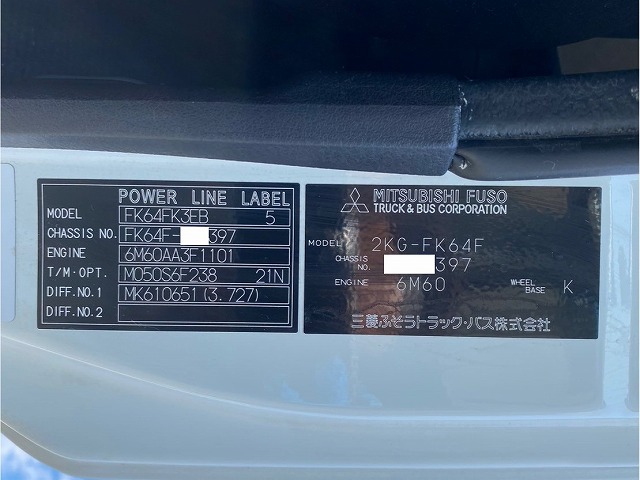 POWER LINE LABEL
MODEL FK64FK3EB 5
CHASSIS NO. FK64F- 397
ENGINE 6M60AA3F1101
T/M·OPT. M050S6F238 21N
DIFF.NO.1 MK610651 (3.727)
DIFF.NO.2
MITSUBISHI FUSO
TRUCK & BUS CORPORATION
MODEL 2KG-FK64F
CHASSIS NO. 397
ENGINE 6M60 WHEEL BASE K
三菱ふそうトラック・バス株式会社